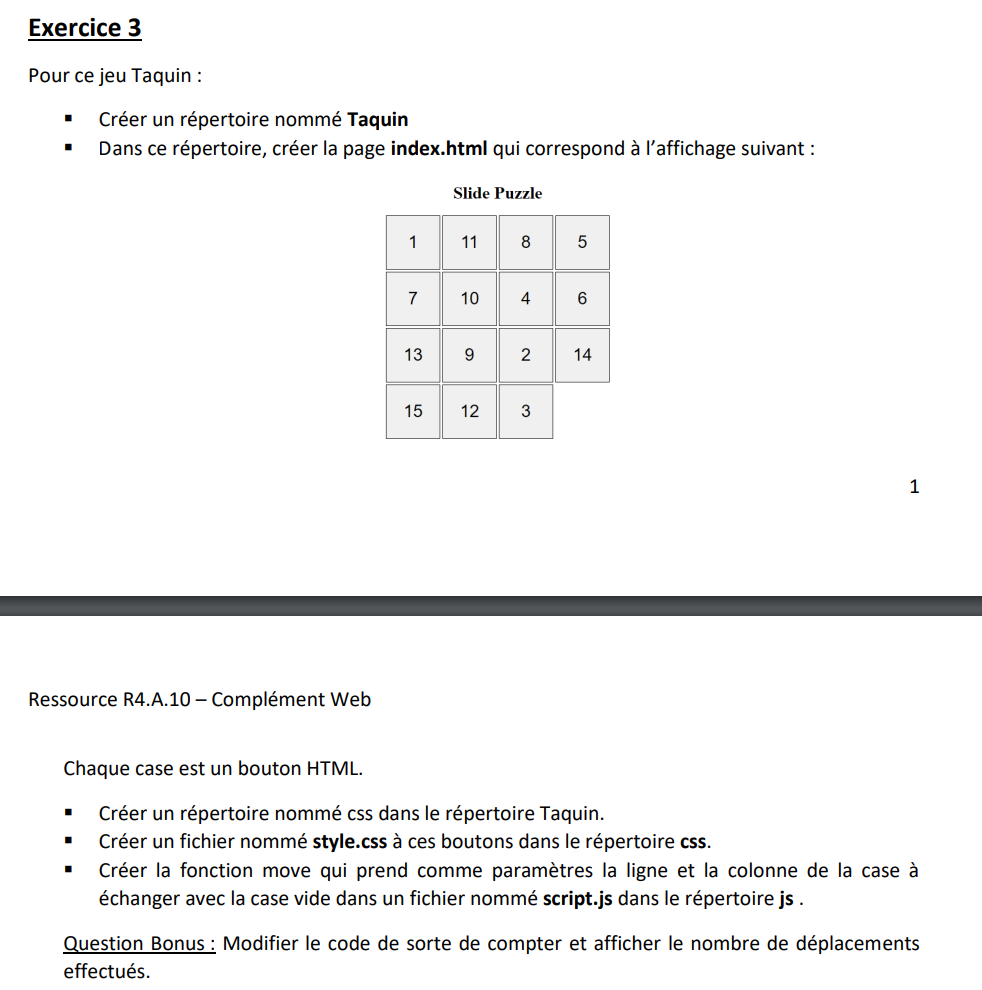 Exercice 3
Pour ce jeu Taquin :
▪ Créer un répertoire nommé Taquin
▪ Dans ce répertoire, créer la page index.html qui correspond à l’affichage suivant :
Slide Puzzle
1 11 8 5
7 10 4 6
13 9 2 14
15 12 3
1
Ressource R4.A.10 – Complément Web
Chaque case est un bouton HTML.
▪ Créer un répertoire nommé css dans le répertoire Taquin.
▪ Créer un fichier nommé style.css à ces boutons dans le répertoire css.
▪ Créer la fonction move qui prend comme paramètres la ligne et la colonne de la case à
échanger avec la case vide dans un fichier nommé script.js dans le répertoire js .
Question Bonus : Modifier le code de sorte de compter et afficher le nombre de déplacements
effectués.